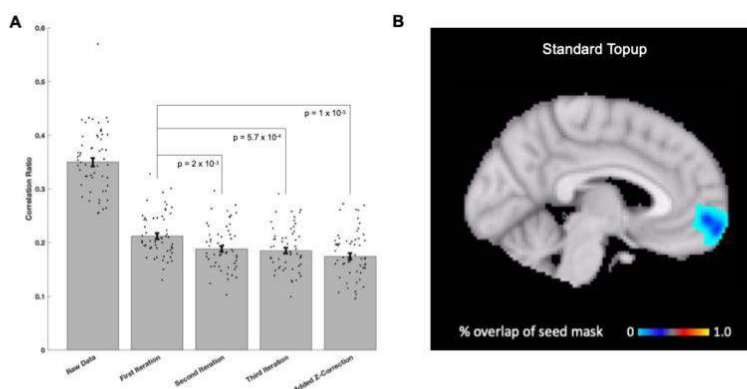 A
B
0.6
0.5
0.4
0.3
0.2
0.1
0
Correlation Ratio
p = 1 x 10-5
p = 5.7 x 10-4
p = 2 x 10-3
Raw Data
First Iteration
Second Iteration
Third Iteration
Added Z-Correction
Standard Topup
% overlap of seed mask 0 1.0